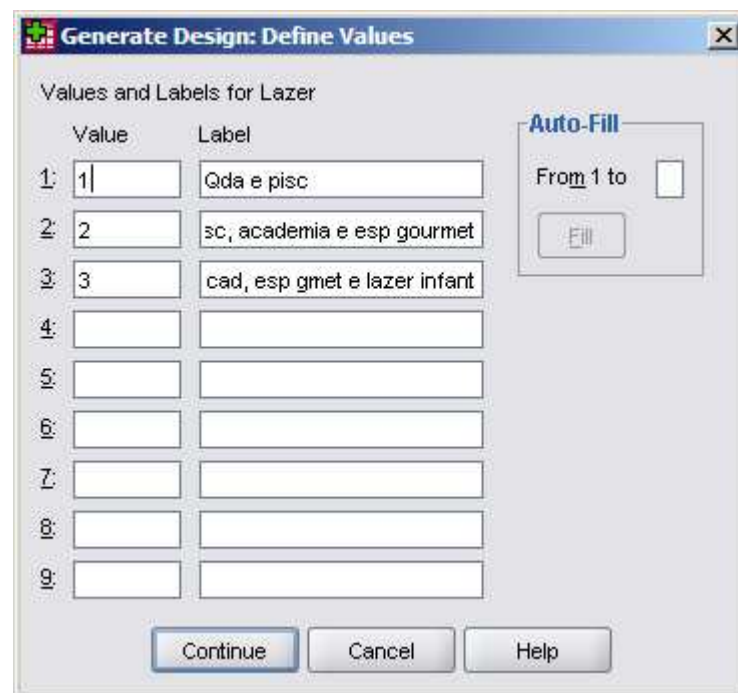 Generate Design: Define Values
Values and Labels for Lazer
Value Label
Auto-Fill
1: 1 Qda e pisc
From 1 to
2: 2 sc, academia e esp gourmet
Fill
3: 3 cad, esp gmet e lazer infant
4:
5:
6:
7:
8:
9:
Continue Cancel Help